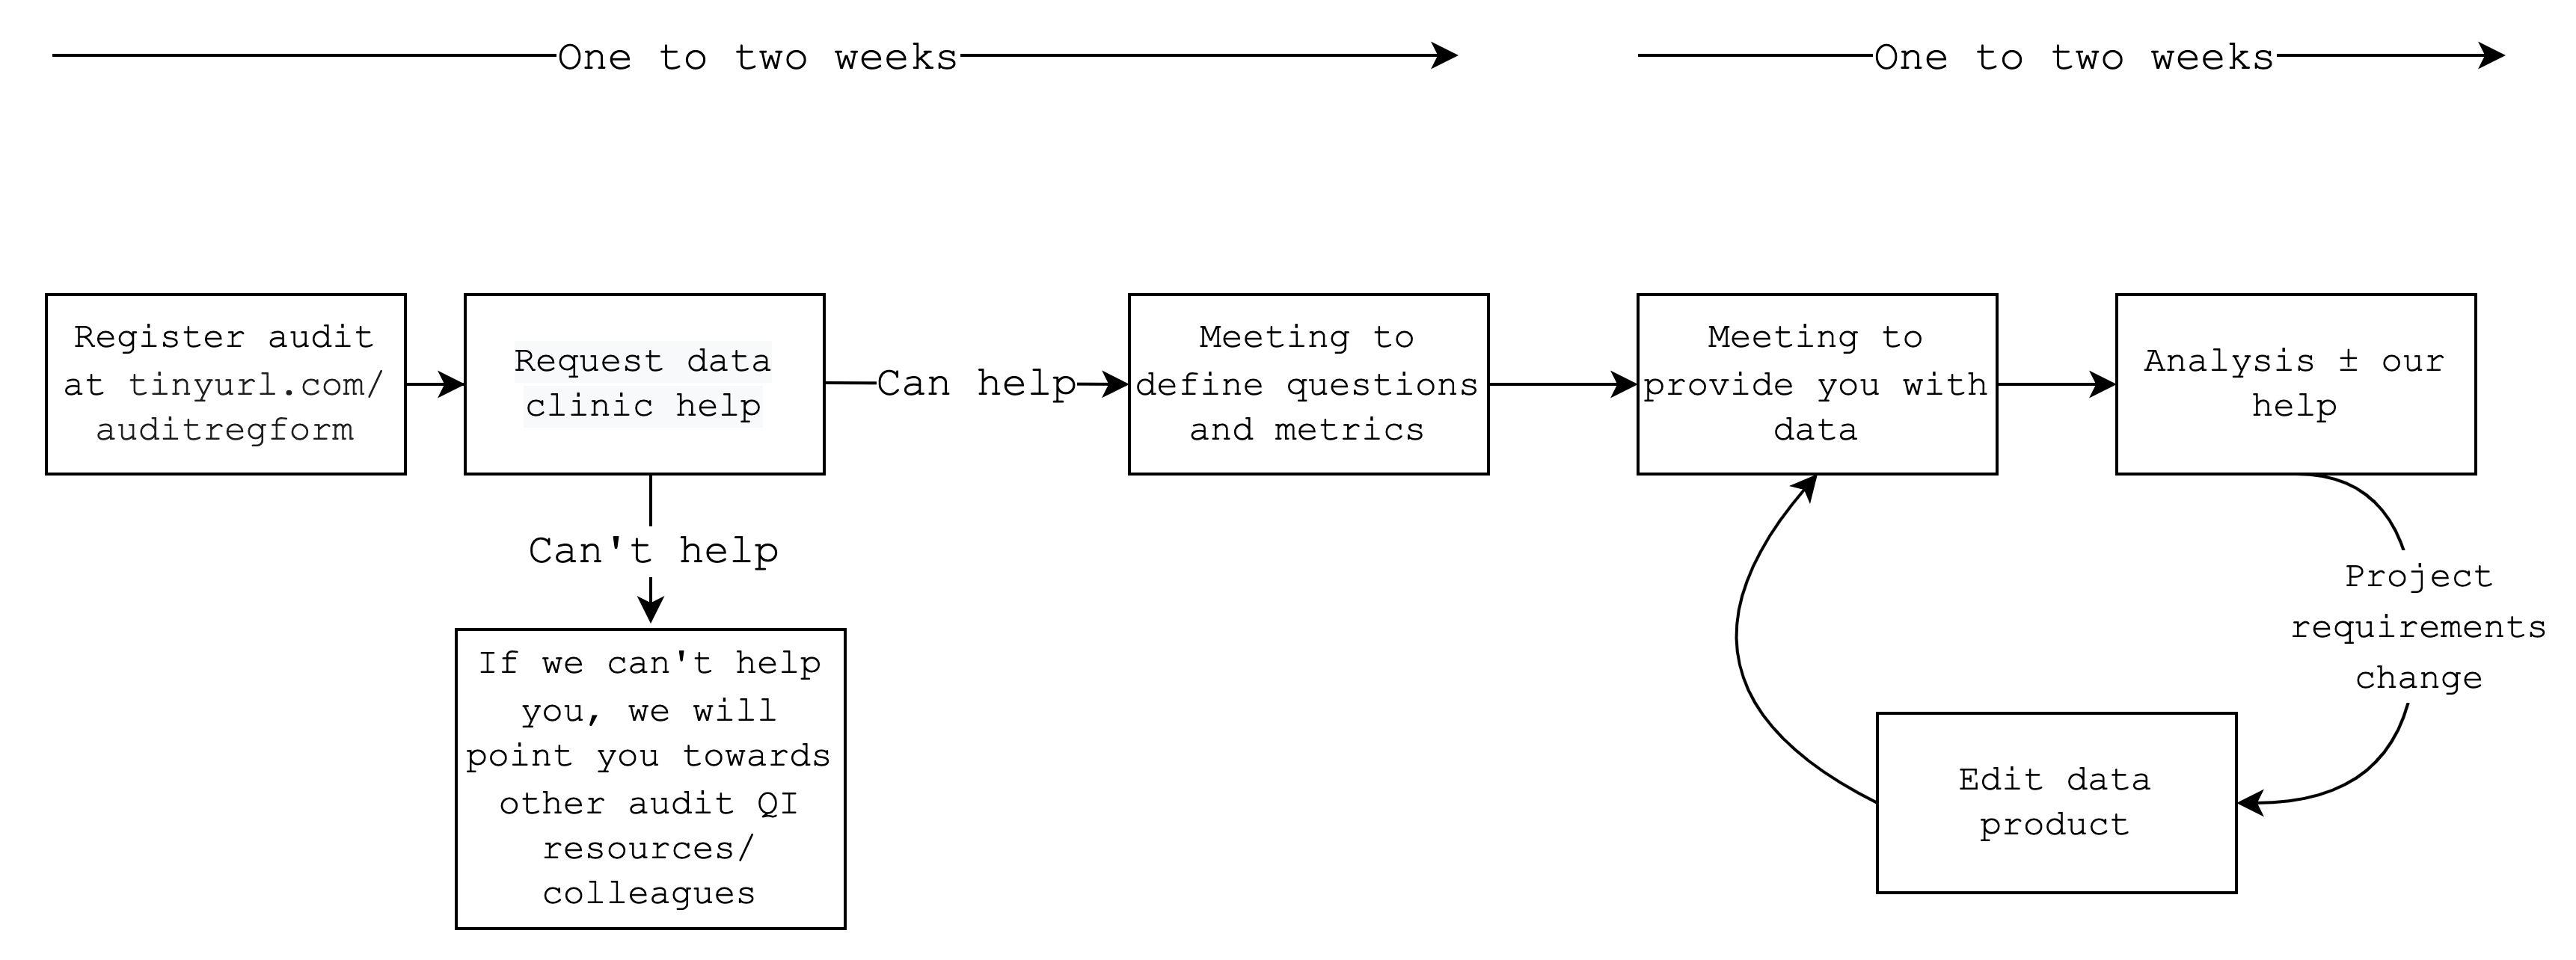 One to two weeks
One to two weeks
Register audit
at tinyurl.com/
auditregform
Request data
clinic help
Can help
Meeting to
define questions
and metrics
Meeting to
provide you with
data
Analysis ± our
help
Can't help
If we can't help
you, we will
point you towards
other audit QI
resources/
colleagues
Project
requirements
change
Edit data
product